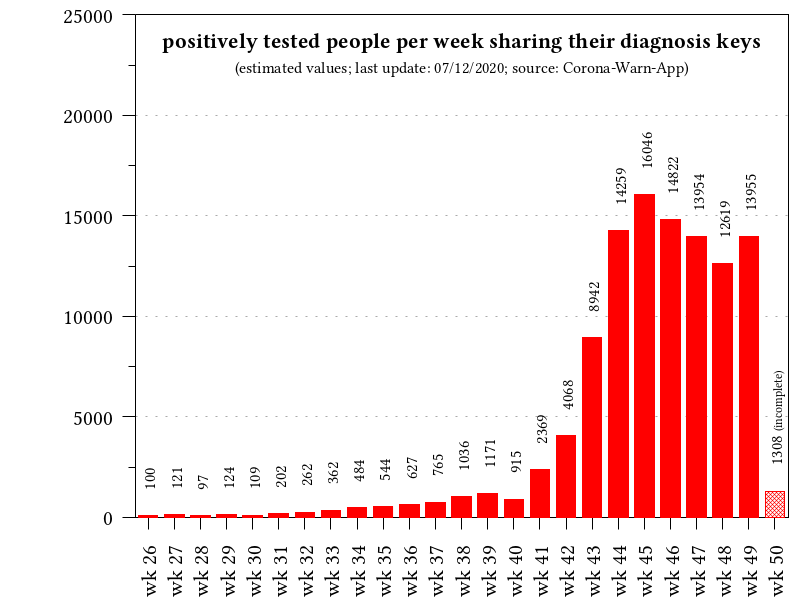 positively tested people per week sharing their diagnosis keys
(estimated values; last update: 07/12/2020; source: Corona-Warn-App)
25000
20000
15000
10000
5000
0
100
121
97
124
109
202
262
362
484
544
627
765
1036
1171
915
2369
4068
8942
14259
16046
14822
13954
12619
13955
1308 (incomplete)
wk 26
wk 27
wk 28
wk 29
wk 30
wk 31
wk 32
wk 33
wk 34
wk 35
wk 36
wk 37
wk 38
wk 39
wk 40
wk 41
wk 42
wk 43
wk 44
wk 45
wk 46
wk 47
wk 48
wk 49
wk 50